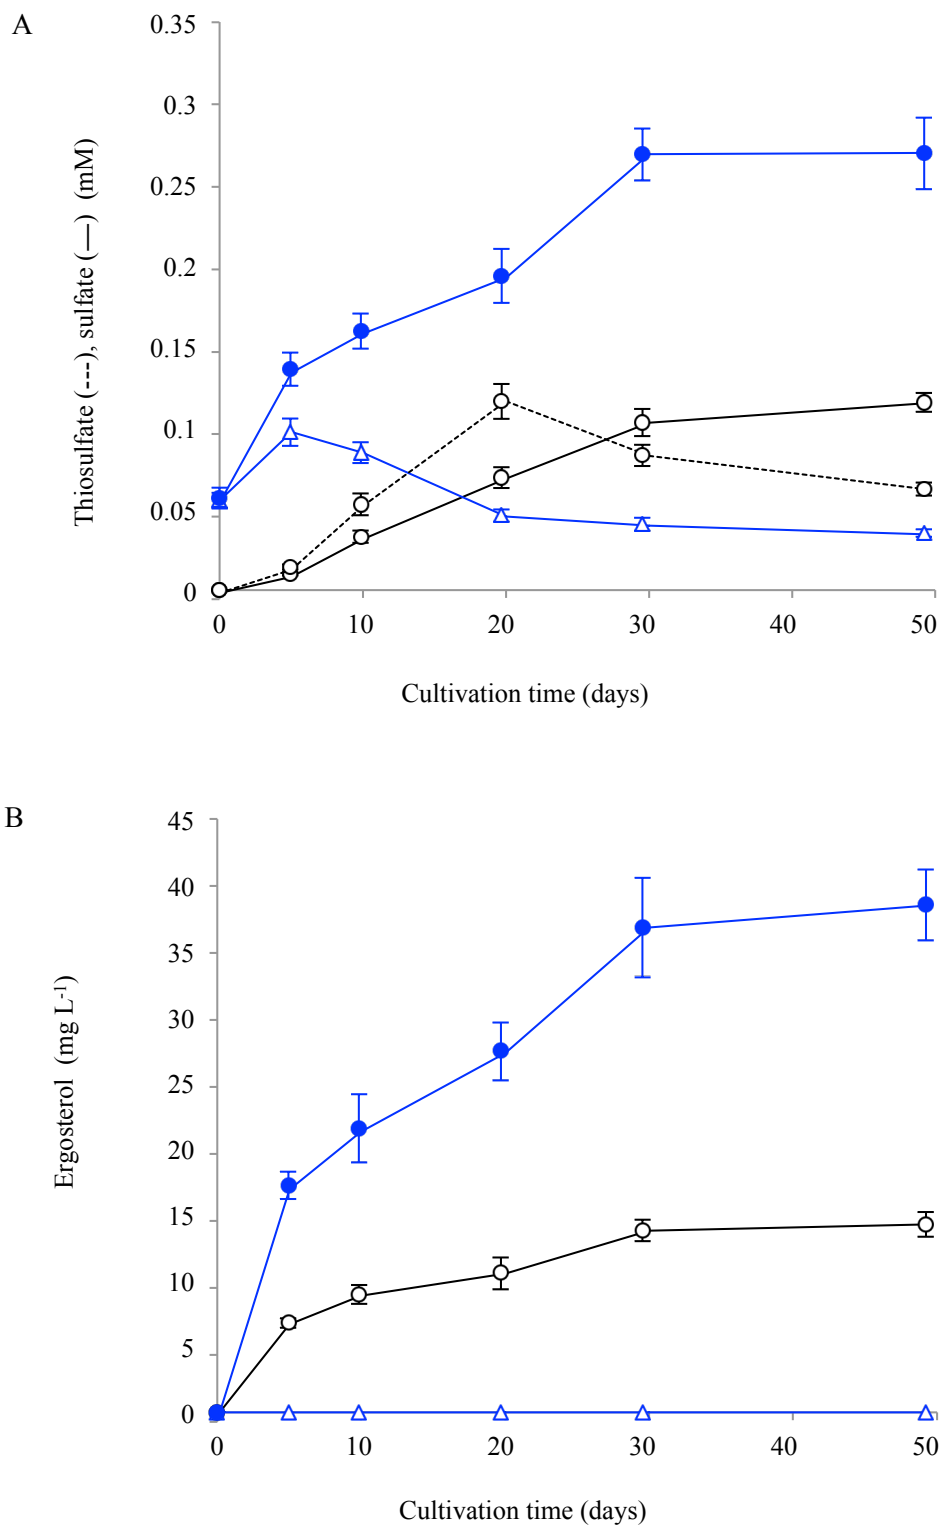 A
Thiosulfate (---), sulfate (—) (mM)
0.35
0.3
0.25
0.2
0.15
0.1
0.05
0
0 10 20 30 40 50
Cultivation time (days)
B
Ergosterol (mg L-1)
45
40
35
30
25
20
15
10
5
0
0 10 20 30 40 50
Cultivation time (days)